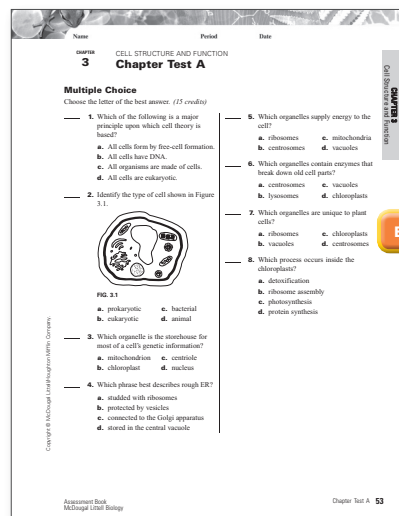 Name Period Date
CHAPTER
3
CELL STRUCTURE AND FUNCTION
Chapter Test A
Multiple Choice
Choose the letter of the best answer. (15 credits)
1. Which of the following is a major
principle upon which cell theory is
based?
a. All cells form by free-cell formation.
b. All cells have DNA.
c. All organisms are made of cells.
d. All cells are eukaryotic.
2. Identify the type of cell shown in Figure
3.1.
FIG. 3.1
a. prokaryotic c. bacterial
b. eukaryotic d. animal
3. Which organelle is the storehouse for
most of a cell's genetic information?
a. mitochondrion c. centriole
b. chloroplast d. nucleus
4. Which phrase best describes rough ER?
a. studded with ribosomes
b. protected by vesicles
c. connected to the Golgi apparatus
d. stored in the central vacuole
5. Which organelles supply energy to the
cell?
a. ribosomes c. mitochondria
b. centrosomes d. vacuoles
6. Which organelles contain enzymes that
break down old cell parts?
a. centrosomes c. vacuoles
b. lysosomes d. chloroplasts
7. Which organelles are unique to plant
cells?
a. ribosomes c. chloroplasts
b. vacuoles d. centrosomes
8. Which process occurs inside the
chloroplasts?
a. detoxification
b. ribosome assembly
c. photosynthesis
d. protein synthesis
CHAPTER 3
Cell Structure and Function
Copyright © McDougal Littell/Houghton Mifflin Company.
Assessment Book
McDougal Littell Biology
Chapter Test A 53